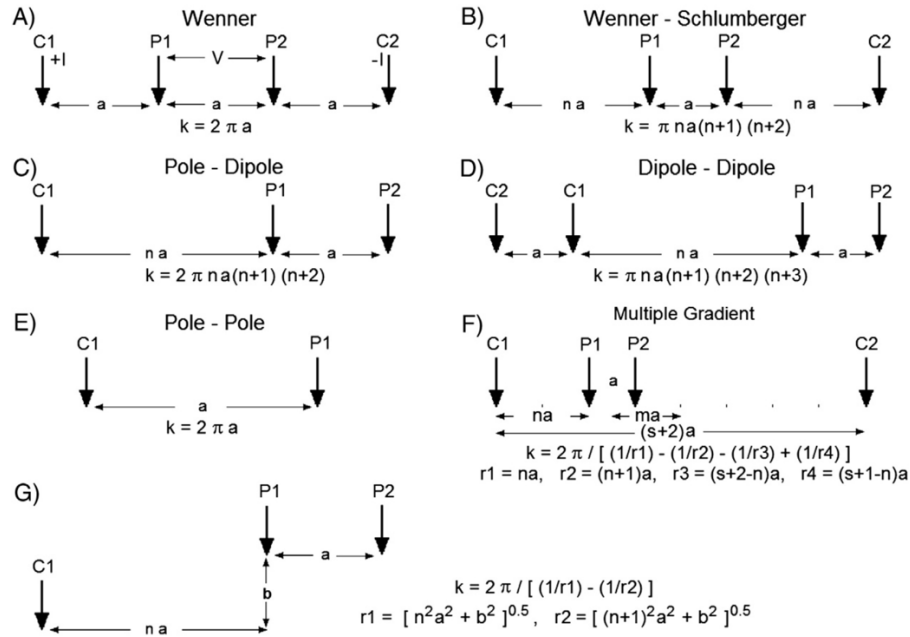 A) Wenner
C1 P1 P2 C2
+I V -I
a a a
k = 2 π a
B) Wenner - Schlumberger
C1 P1 P2 C2
n a a n a
k = π na(n+1) (n+2)
C) Pole - Dipole
C1 P1 P2
n a a
k = 2 π na(n+1) (n+2)
D) Dipole - Dipole
C2 C1 P1 P2
a n a a
k = π na(n+1) (n+2) (n+3)
E) Pole - Pole
C1 P1
a
k = 2 π a
F) Multiple Gradient
C1 P1 P2 C2
a
na ma
(s+2)a
k = 2 π / [ (1/r1) - (1/r2) - (1/r3) + (1/r4) ]
r1 = na, r2 = (n+1)a, r3 = (s+2-n)a, r4 = (s+1-n)a
G)
P1 P2
a
C1
b
n a
k = 2 π / [ (1/r1) - (1/r2) ]
r1 = [ n²a² + b² ]^0.5 , r2 = [ (n+1)²a² + b² ]^0.5